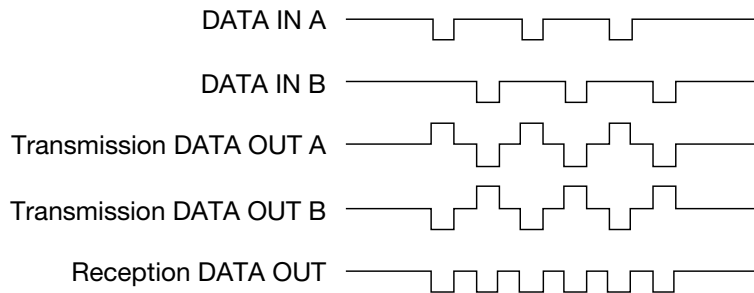 DATA IN A
DATA IN B
Transmission DATA OUT A
Transmission DATA OUT B
Reception DATA OUT